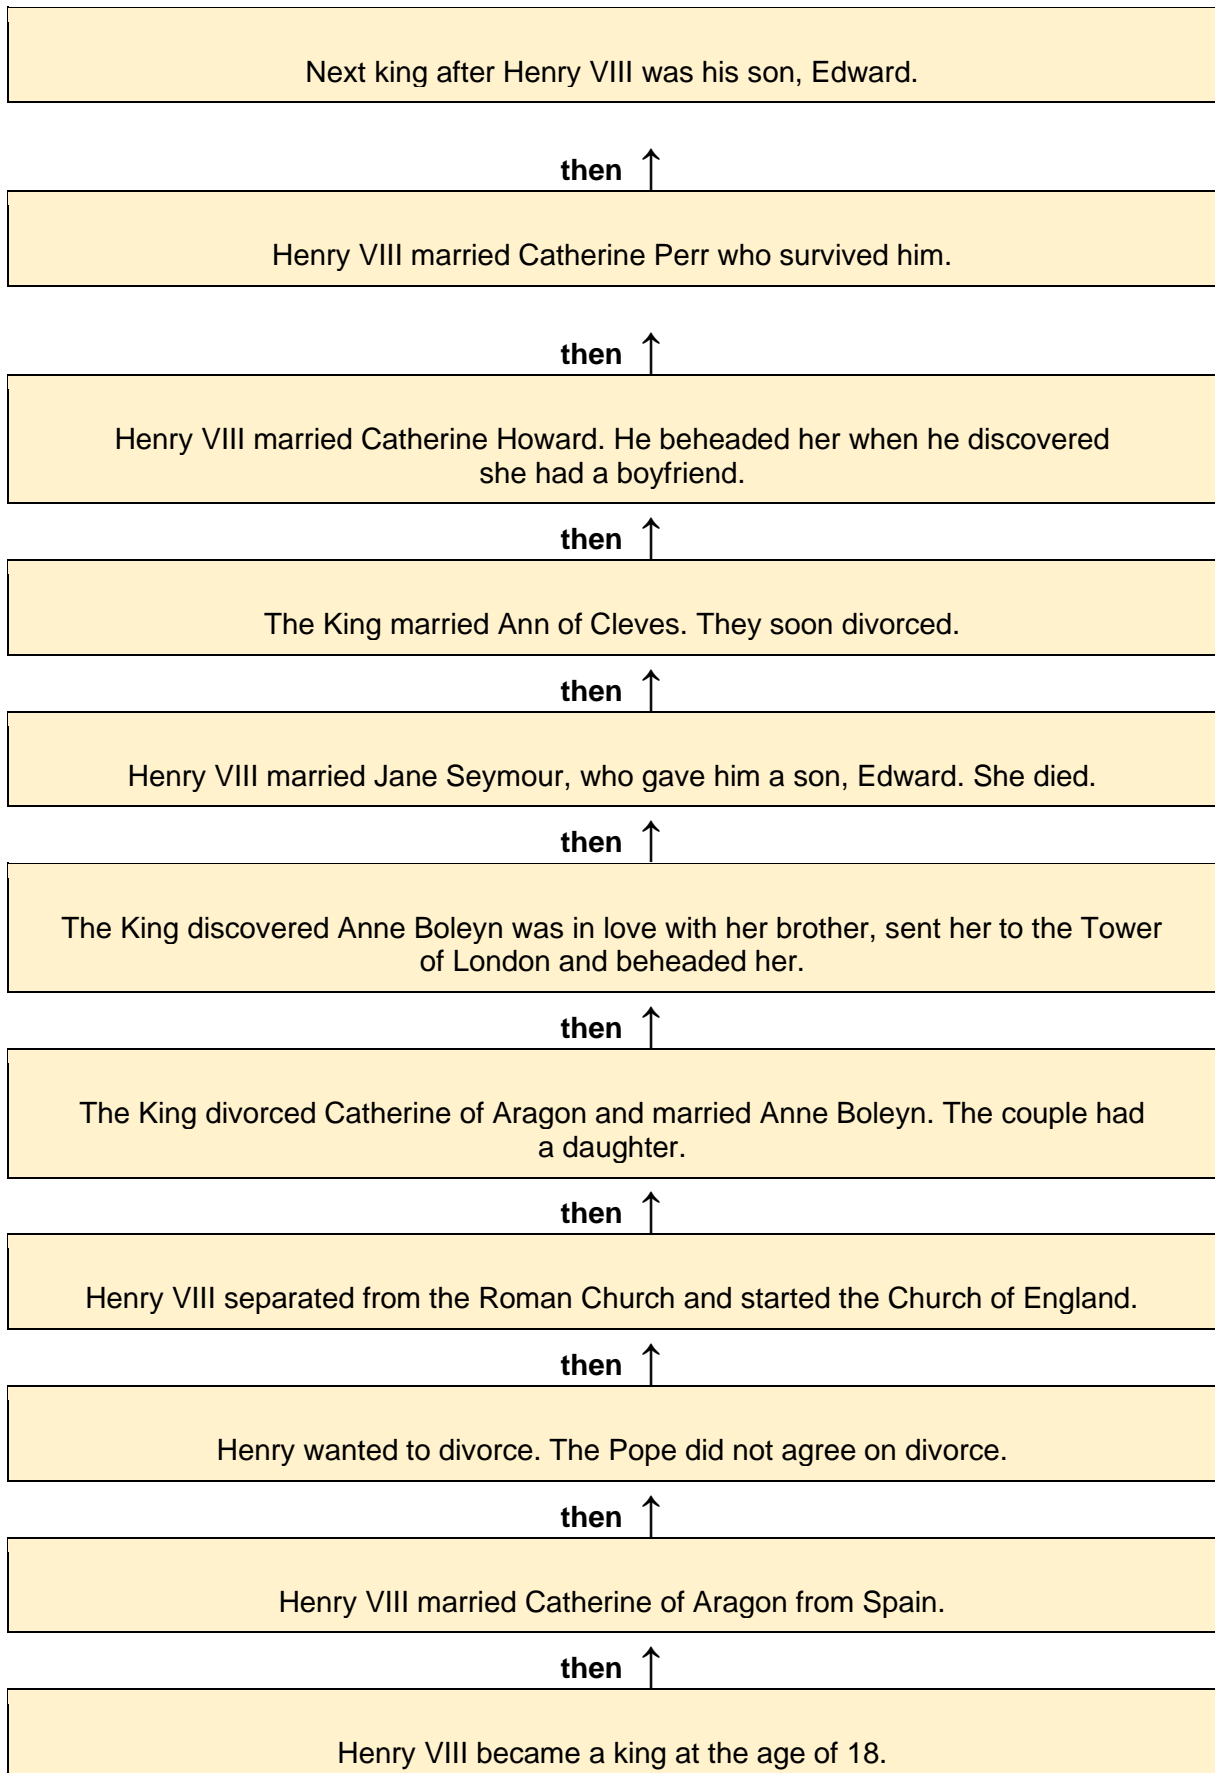 Next king after Henry VIII was his son, Edward.
then ↑
Henry VIII married Catherine Perr who survived him.
then ↑
Henry VIII married Catherine Howard. He beheaded her when he discovered
she had a boyfriend.
then ↑
The King married Ann of Cleves. They soon divorced.
then ↑
Henry VIII married Jane Seymour, who gave him a son, Edward. She died.
then ↑
The King discovered Anne Boleyn was in love with her brother, sent her to the Tower
of London and beheaded her.
then ↑
The King divorced Catherine of Aragon and married Anne Boleyn. The couple had
a daughter.
then ↑
Henry VIII separated from the Roman Church and started the Church of England.
then ↑
Henry wanted to divorce. The Pope did not agree on divorce.
then ↑
Henry VIII married Catherine of Aragon from Spain.
then ↑
Henry VIII became a king at the age of 18.